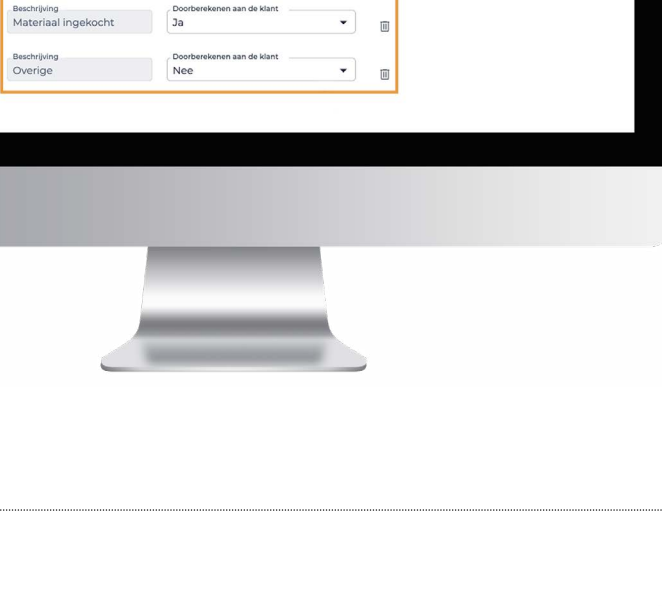 Beschrijving Doorberekenen aan de klant
Materiaal ingekocht Ja
Beschrijving Doorberekenen aan de klant
Overige Nee